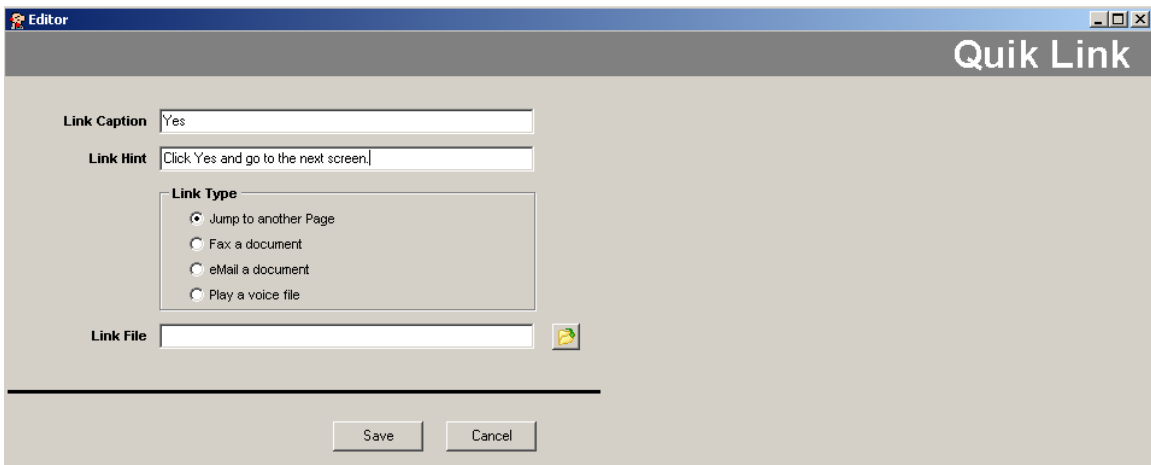 Editor
Quik Link
Link Caption Yes
Link Hint Click Yes and go to the next screen.
Link Type
Jump to another Page
Fax a document
eMail a document
Play a voice file
Link File
Save Cancel